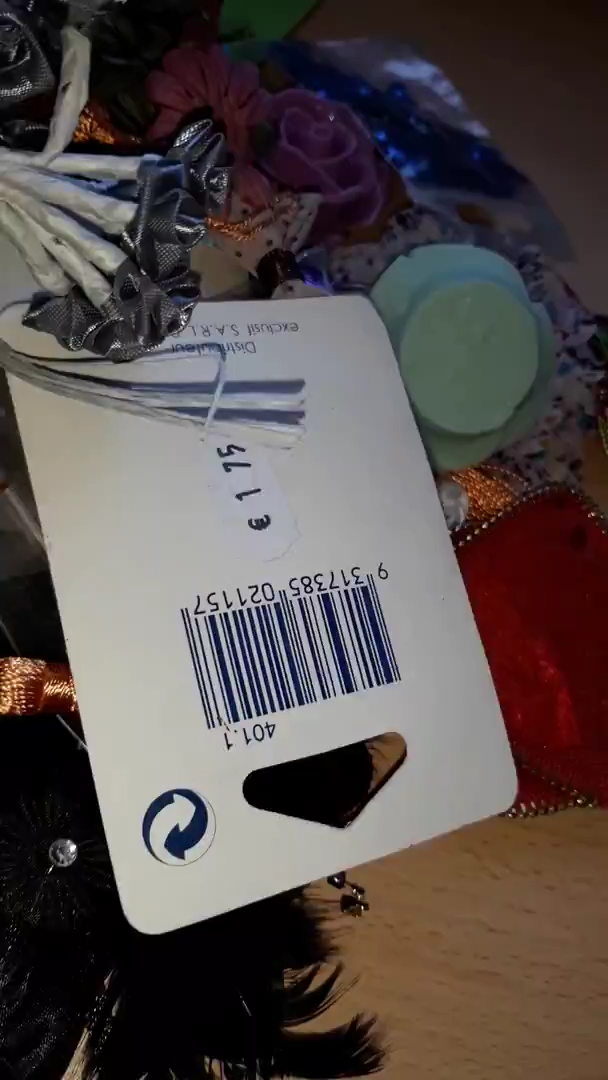 401.1
9 317385 021157
€ 1 75
Distributeur
exclusif S.A.R.L.